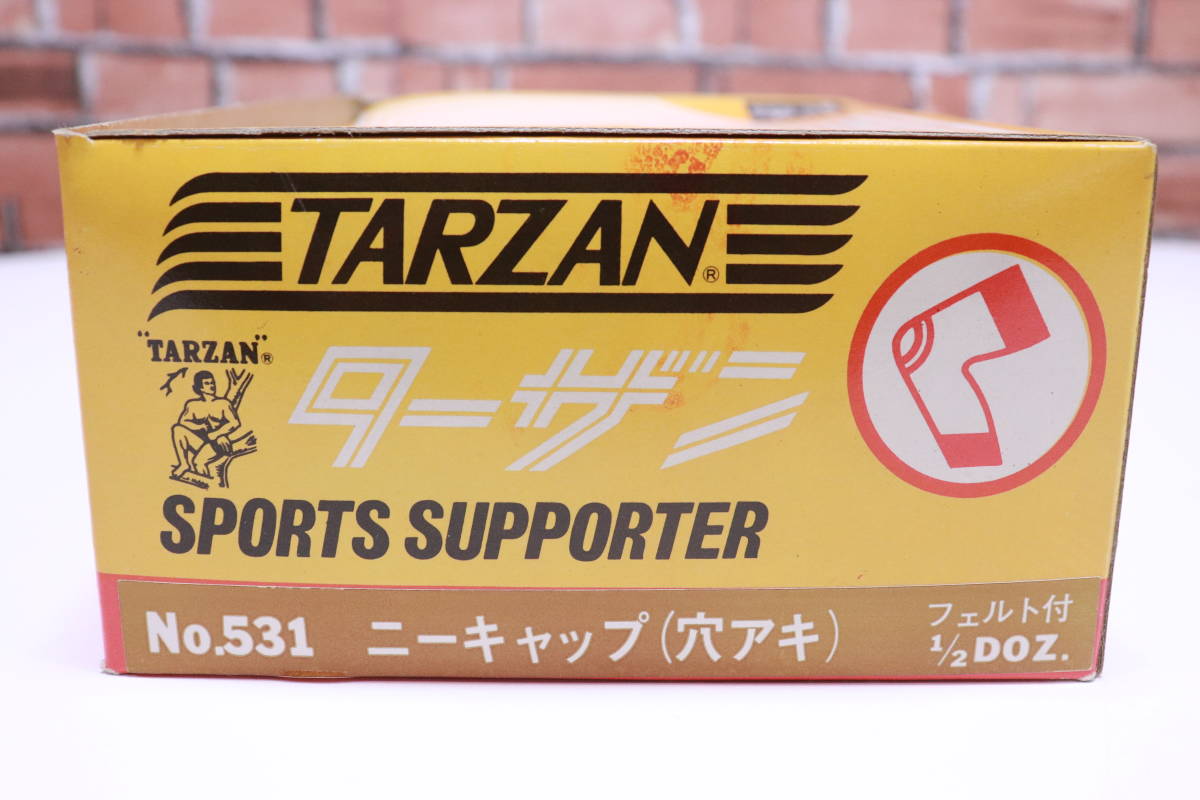 TARZAN®
"TARZAN"®
ターザン
SPORTS SUPPORTER
No.531 ニーキャップ(穴アキ)
フェルト付
1/2 DOZ.